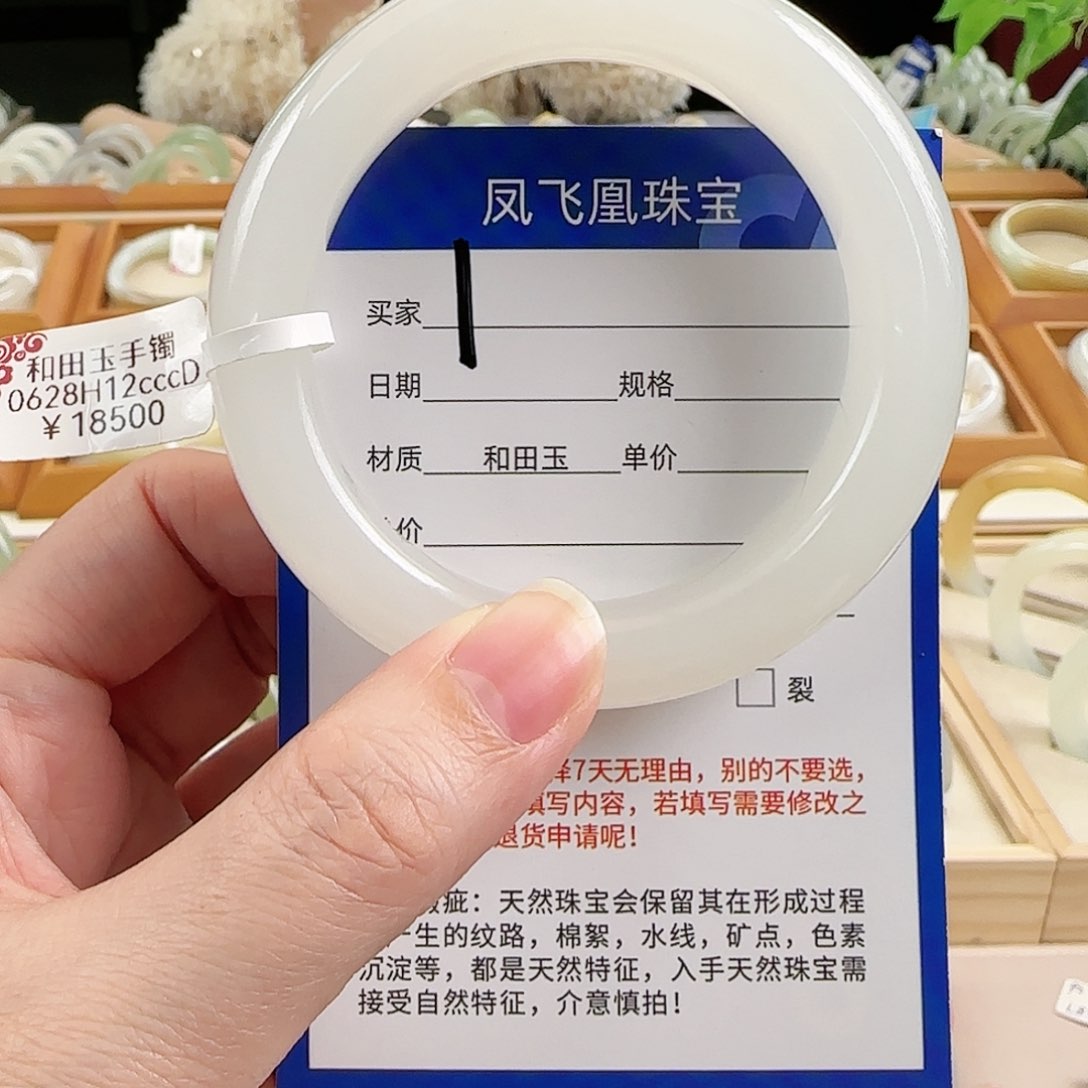 凤飞凰珠宝
买家
日期 规格
材质 和田玉 单价
价
和田玉手镯
0628H12cccD
¥18500
裂
7天无理由，别的不要选，
填写内容，若填写需要修改之
退货申请呢！
疵：天然珠宝会保留其在形成过程
产生的纹路，棉絮，水线，矿点，色素
沉淀等，都是天然特征，入手天然珠宝需
接受自然特征，介意慎拍！